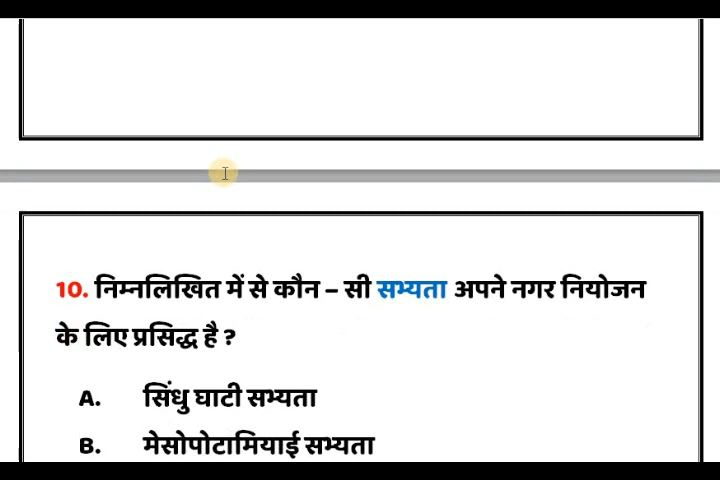 10. निम्नलिखित में से कौन – सी सभ्यता अपने नगर नियोजन
के लिए प्रसिद्ध है ?
A. सिंधु घाटी सभ्यता
B. मेसोपोटामियाई सभ्यता